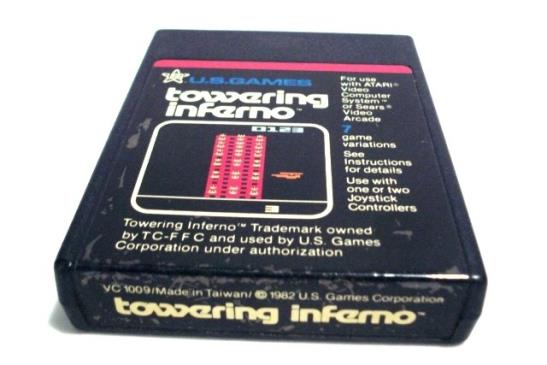 U.S. GAMES
towering
inferno™
0123
For use
with ATARI®
Video
Computer
System™
or Sears®
Video
Arcade
7
game
variations
See
Instructions
for details
Use with
one or two
Joystick
Controllers
Towering Inferno™ Trademark owned
by TC-FFC and used by U.S. Games
Corporation under authorization
VC 1009/Made in Taiwan/ © 1982 U.S. Games Corporation
towering inferno™